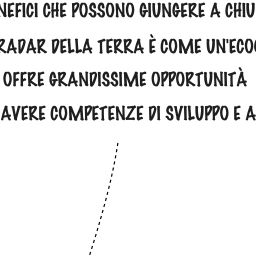 NEFICI CHE POSSONO GIUNGERE A CHIU
RADAR DELLA TERRA È COME UN'ECO
OFFRE GRANDISSIME OPPORTUNITÀ
AVERE COMPETENZE DI SVILUPPO E A